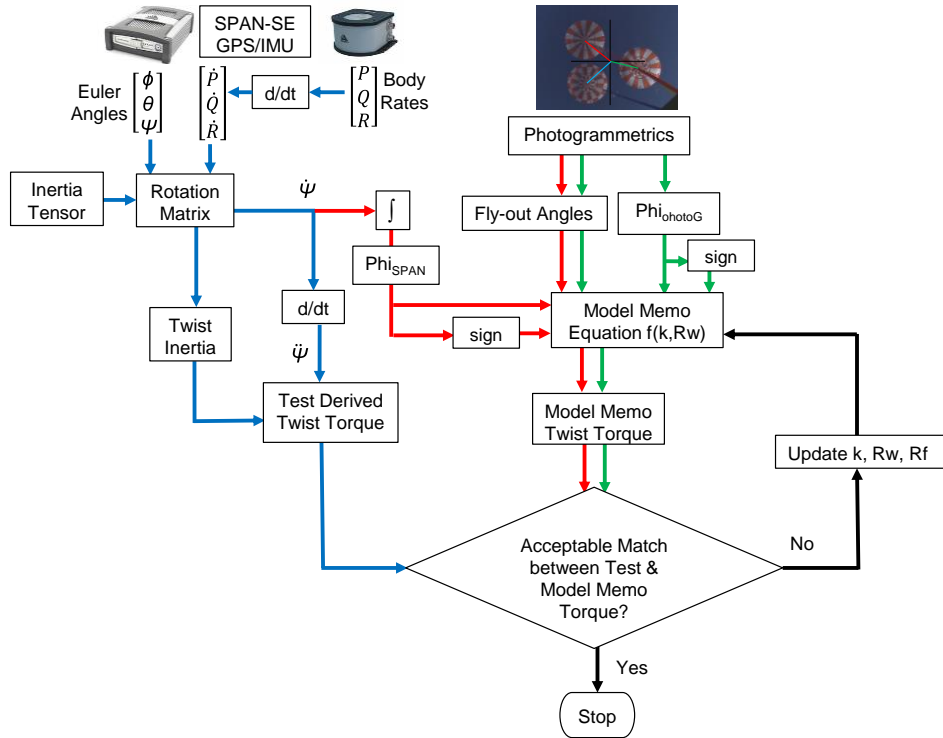 SPAN-SE
GPS/IMU
Euler
Angles
ϕ
θ
ψ
Ṗ
Q̇
Ṙ
d/dt
P
Q
R
Body
Rates
Photogrammetrics
Inertia
Tensor
Rotation
Matrix
ψ̇
∫
Fly-out Angles
Phi_ohotoG
sign
Phi_SPAN
d/dt
sign
Model Memo
Equation f(k,Rw)
Twist
Inertia
ψ̈
Test Derived
Twist Torque
Model Memo
Twist Torque
Update k, Rw, Rf
Acceptable Match
between Test &
Model Memo
Torque?
No
Yes
Stop